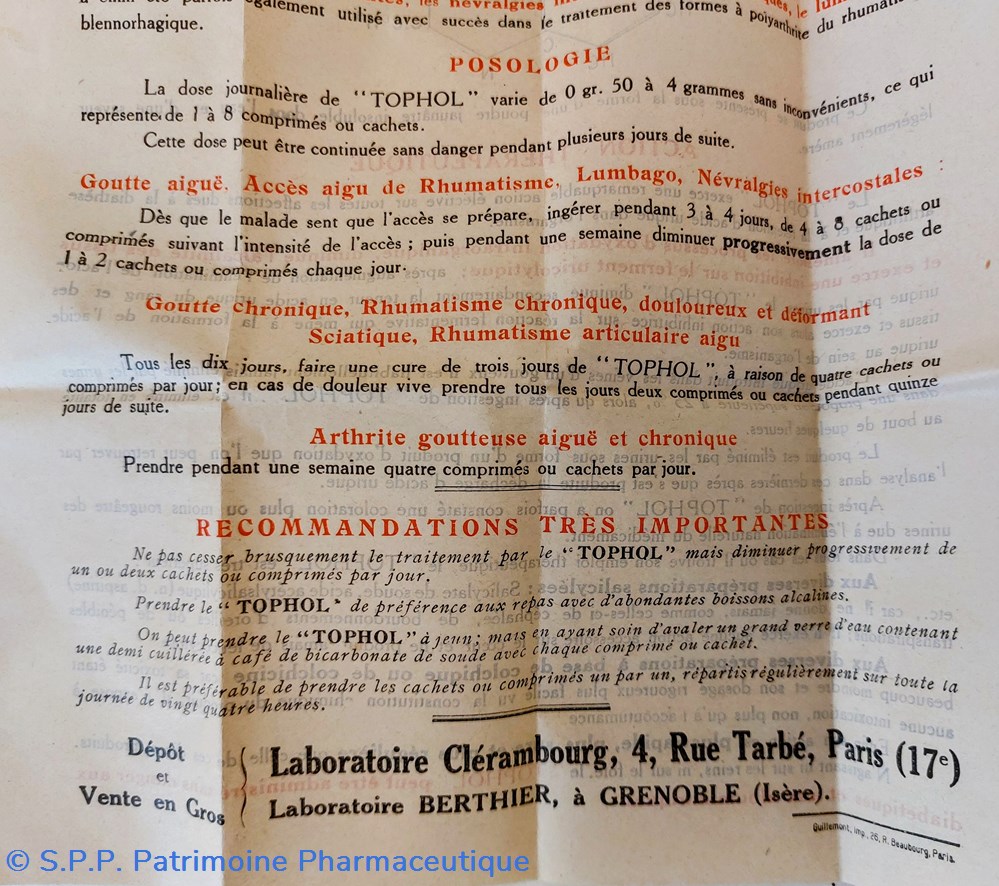 également utilisé avec succès dans le traitement des formes à polyarthrite du rhumatisme
blennorhagique.
POSOLOGIE
La dose journalière de "TOPHOL" varie de 0 gr. 50 à 4 grammes sans inconvénients, ce qui
représente de 1 à 8 comprimés ou cachets.
Cette dose peut être continuée sans danger pendant plusieurs jours de suite.
Goutte aiguë. Accès aigu de Rhumatisme, Lumbago, Névralgies intercostales :
Dès que le malade sent que l'accès se prépare, ingérer pendant 3 à 4 jours, de 4 à 8 cachets ou
comprimés suivant l'intensité de l'accès ; puis pendant une semaine diminuer progressivement la dose de
1 à 2 cachets ou comprimés chaque jour.
Goutte chronique, Rhumatisme chronique, douloureux et déformant
Sciatique, Rhumatisme articulaire aigu
Tous les dix jours, faire une cure de trois jours de "TOPHOL", à raison de quatre cachets ou
comprimés par jour; en cas de douleur vive prendre tous les jours deux comprimés ou cachets pendant quinze
jours de suite.
Arthrite goutteuse aiguë et chronique
Prendre pendant une semaine quatre comprimés ou cachets par jour.
RECOMMANDATIONS TRÈS IMPORTANTES
Ne pas cesser brusquement le traitement par le "TOPHOL" mais diminuer progressivement de
un ou deux cachets ou comprimés par jour.
Prendre le "TOPHOL" de préférence aux repas avec d'abondantes boissons alcalines.
On peut prendre le "TOPHOL" à jeun; mais en ayant soin d'avaler un grand verre d'eau contenant
une demi cuillérée à café de bicarbonate de soude avec chaque comprimé ou cachet.
Il est préférable de prendre les cachets ou comprimés un par un, répartis régulièrement sur toute la
journée de vingt quatre heures.
Dépôt
et
Vente en Gros
Laboratoire Clérambourg, 4, Rue Tarbé, Paris (17e)
Laboratoire BERTHIER, à GRENOBLE (Isère).
Guillemont, imp., 26, R. Beaubourg, Paris.
© S.P.P. Patrimoine Pharmaceutique